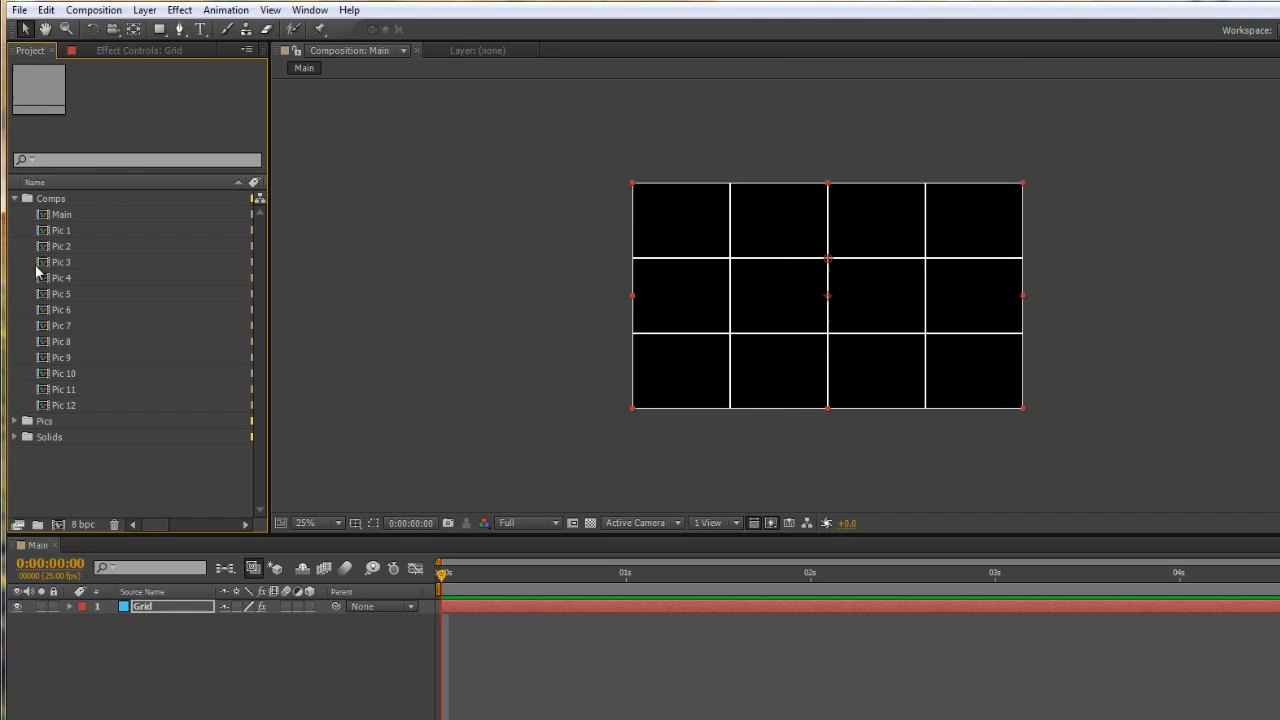 File Edit Composition Layer Effect Animation View Window Help
Workspace:
Project Effect Controls: Grid Composition: Main Layer: (none)
Main
Name
Comps
Main
Pic 1
Pic 2
Pic 3
Pic 4
Pic 5
Pic 6
Pic 7
Pic 8
Pic 9
Pic 10
Pic 11
Pic 12
Pics
Solids
8 bpc 25% 0:00:00:00 Full Active Camera 1 View +0.0
Main
0:00:00:00
00000 (25.00 fps)
01s 02s 03s 04s
# Source Name Parent
1 Grid None